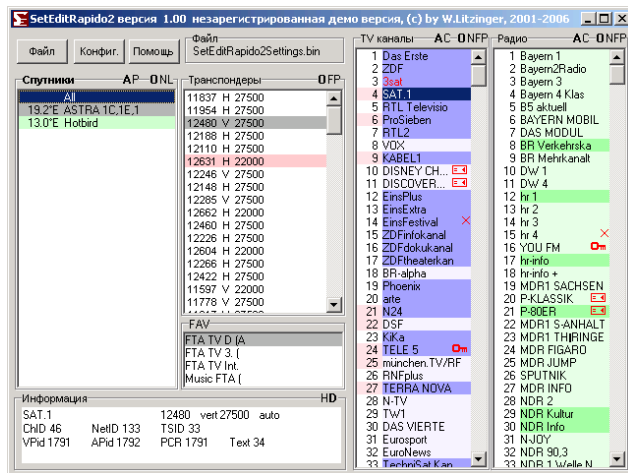 SetEditRapido2 версия 1.00 незарегистрированная демо версия, (c) by W.Litzinger, 2001-2006
Файл
Конфиг.
Помощь
Файл
SetEditRapido2Settings.bin
Спутники A P - O N L
All
19.2°E ASTRA 1C,1E,1
13.0°E Hotbird
Транспондеры O F P
11837 H 27500
11954 H 27500
12480 V 27500
12188 H 27500
12110 H 27500
12631 H 22000
12246 V 27500
12148 H 27500
12285 V 27500
12662 H 22000
12460 H 27500
12226 H 27500
12604 H 22000
12266 H 27500
12422 H 27500
11597 V 22000
11778 V 27500
FAV
FTA TV D (A
FTA TV 3. (
FTA TV Int.
Music FTA (
Информация HD -
SAT.1 12480 vert 27500 auto
ChID 46 NetID 133 TSID 33
VPid 1791 APid 1792 PCR 1791 Text 34
TV каналы A C - O N F P
1 Das Erste
2 ZDF
3 3sat
4 SAT.1
5 RTL Televisio
6 ProSieben
7 RTL2
8 VOX
9 KABEL1
10 DISNEY CH...
11 DISCOVER...
12 EinsPlus
13 EinsExtra
14 EinsFestival
15 ZDFinfokanal
16 ZDFdokukanal
17 ZDFtheaterkan
18 BR-alpha
19 Phoenix
20 arte
21 N24
22 DSF
23 KiKa
24 TELE 5
25 münchen.TV/RF
26 RNFplus
27 TERRA NOVA
28 N-TV
29 TW1
30 DAS VIERTE
31 Eurosport
32 EuroNews
33 TechniSat Kan
Радио A C - O N F P
1 Bayern 1
2 Bayern2Radio
3 Bayern 3
4 Bayern 4 Klas
5 B5 aktuell
6 BAYERN MOBIL
7 DAS MODUL
8 BR Verkehrska
9 BR Mehrkanalt
10 DW 1
11 DW 4
12 hr 1
13 hr 2
14 hr 3
15 hr 4
16 YOU FM
17 hr-info
18 hr-info +
19 MDR1 SACHSEN
20 P-KLASSIK
21 P-80ER
22 MDR1 S-ANHALT
23 MDR1 THÜRINGE
24 MDR FIGARO
25 MDR JUMP
26 SPUTNIK
27 MDR INFO
28 NDR 2
29 NDR Kultur
30 NDR Info
31 N-JOY
32 NDR 90,3
33 NDR 1 Welle N